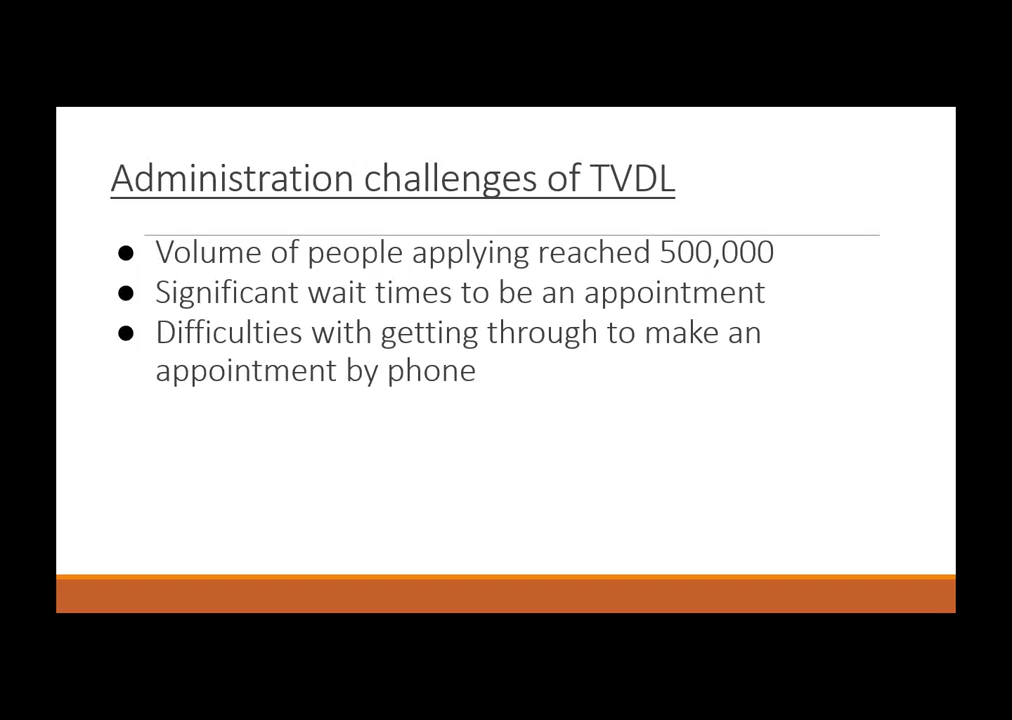 Administration challenges of TVDL
● Volume of people applying reached 500,000
● Significant wait times to be an appointment
● Difficulties with getting through to make an
appointment by phone